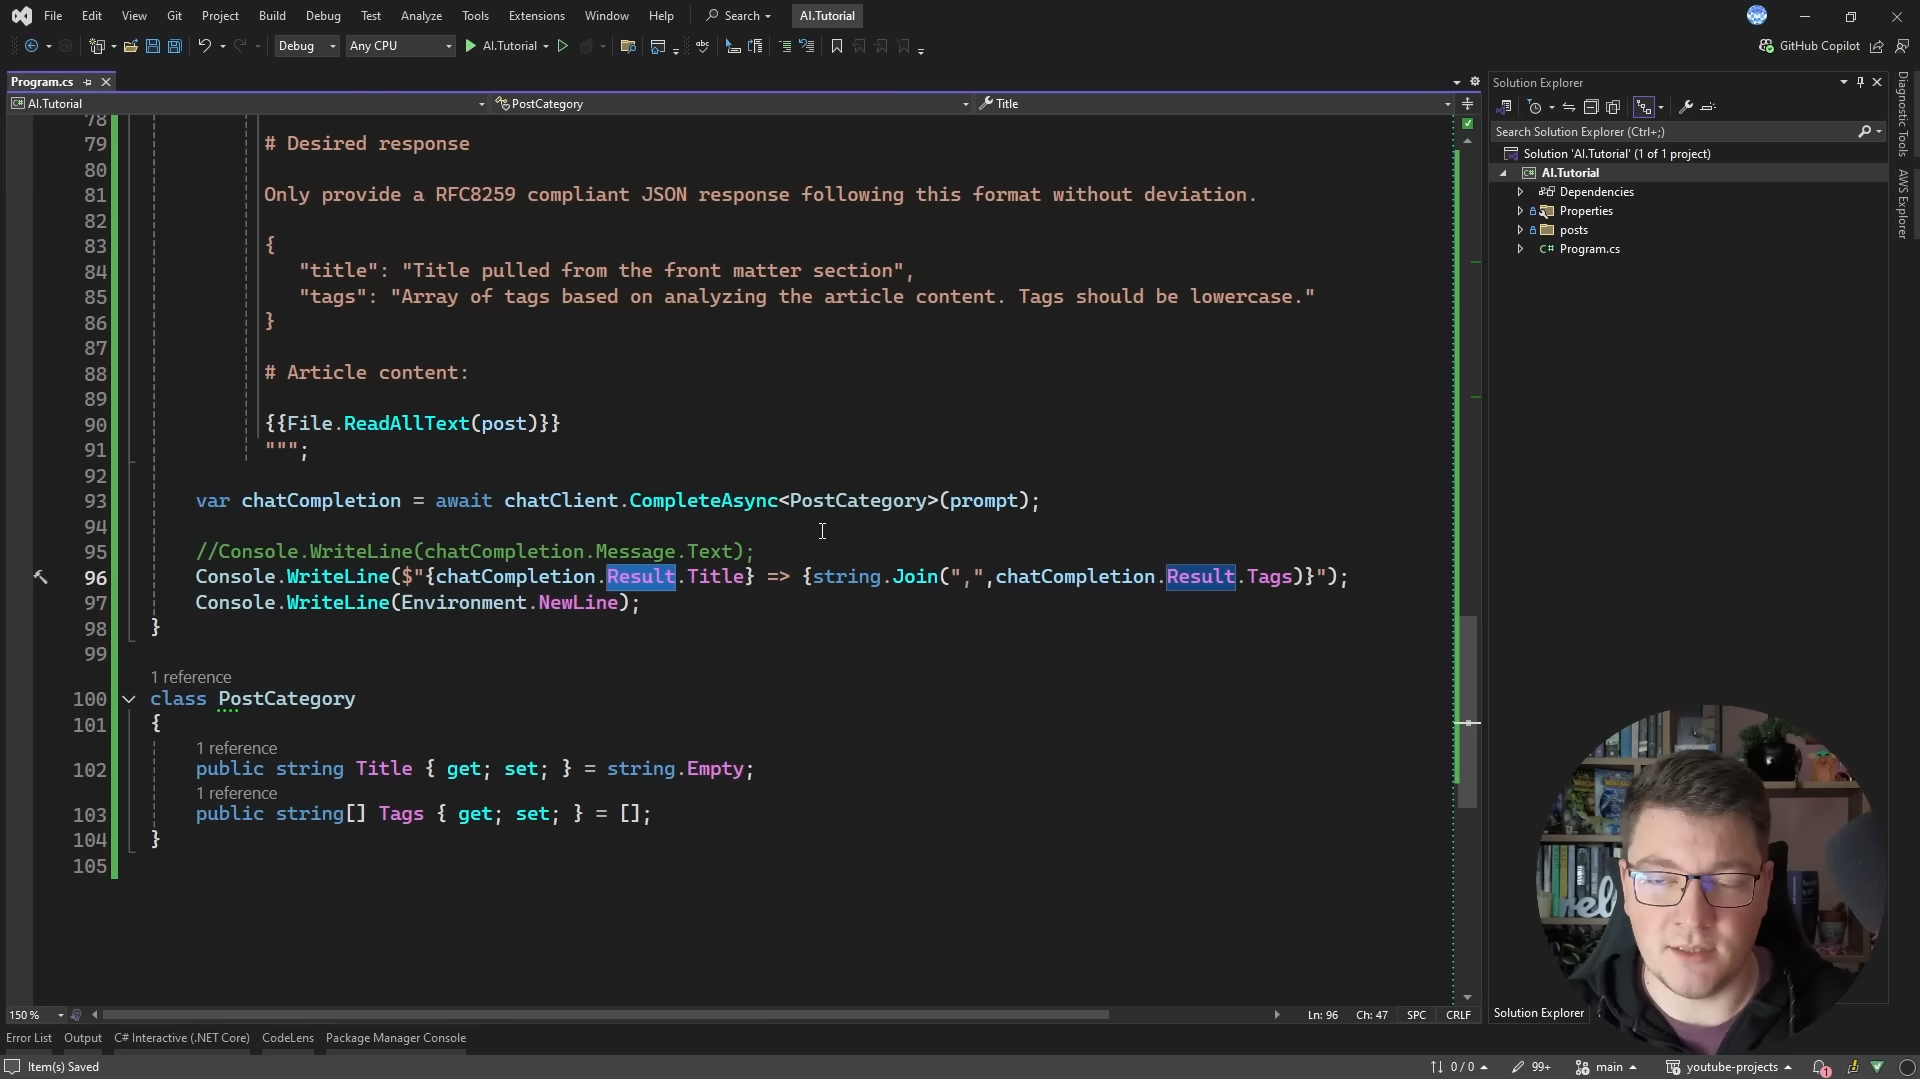 File Edit View Git Project Build Debug Test Analyze Tools Extensions Window Help Search AI.Tutorial
Debug Any CPU AI.Tutorial GitHub Copilot
Program.cs
AI.Tutorial PostCategory Title
78
79 # Desired response
80
81 Only provide a RFC8259 compliant JSON response following this format without deviation.
82
83 {
84 "title": "Title pulled from the front matter section",
85 "tags": "Array of tags based on analyzing the article content. Tags should be lowercase."
86 }
87
88 # Article content:
89
90 {{File.ReadAllText(post)}}
91 """;
92
93 var chatCompletion = await chatClient.CompleteAsync<PostCategory>(prompt);
94
95 //Console.WriteLine(chatCompletion.Message.Text);
96 Console.WriteLine($"{chatCompletion.Result.Title} => {string.Join(",",chatCompletion.Result.Tags)}");
97 Console.WriteLine(Environment.NewLine);
98 }
99
1 reference
100 class PostCategory
101 {
1 reference
102 public string Title { get; set; } = string.Empty;
1 reference
103 public string[] Tags { get; set; } = [];
104 }
105
150 % Ln: 96 Ch: 47 SPC CRLF
Solution Explorer
Search Solution Explorer (Ctrl+;)
Solution 'AI.Tutorial' (1 of 1 project)
AI.Tutorial
Dependencies
Properties
posts
C# Program.cs
Solution Explorer
Diagnostic Tools
AWS Explorer
Error List Output C# Interactive (.NET Core) CodeLens Package Manager Console
Item(s) Saved 0 / 0 99+ main youtube-projects 1